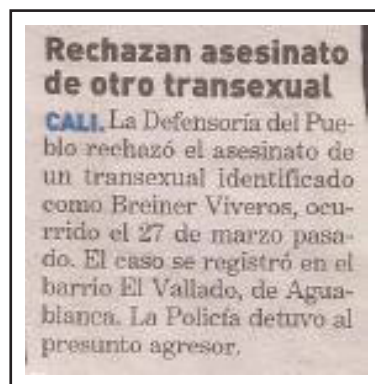 Rechazan asesinato
de otro transexual
CALI. La Defensoría del Pue-
blo rechazó el asesinato de
un transexual identificado
como Breiner Viveros, ocu-
rrido el 27 de marzo pasa-
do. El caso se registró en el
barrio El Vallado, de Agua-
blanca. La Policía detuvo al
presunto agresor.